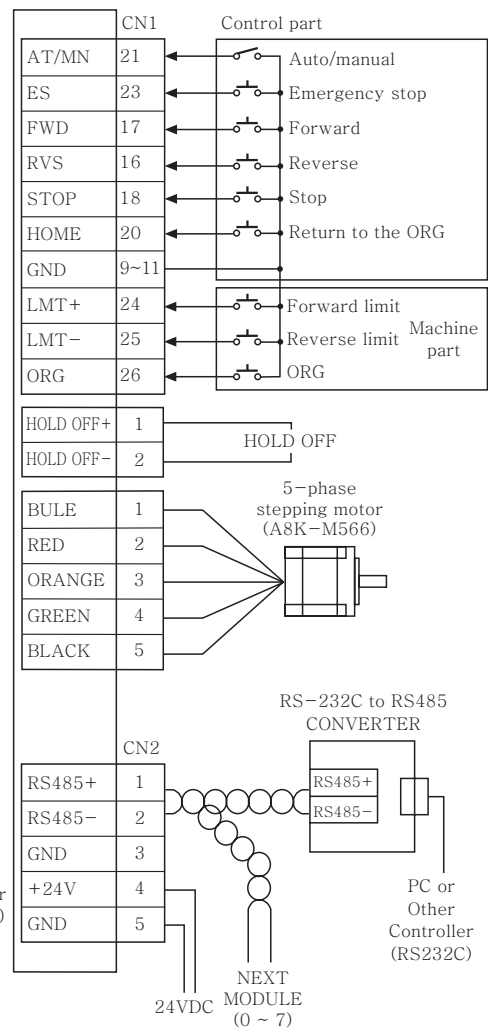 CN1 Control part
AT/MN 21 Auto/manual
ES 23 Emergency stop
FWD 17 Forward
RVS 16 Reverse
STOP 18 Stop
HOME 20 Return to the ORG
GND 9~11
LMT+ 24 Forward limit
LMT- 25 Reverse limit
Machine
part
ORG 26 ORG
HOLD OFF+ 1
HOLD OFF- 2
HOLD OFF
5-phase
stepping motor
(A8K-M566)
BULE 1
RED 2
ORANGE 3
GREEN 4
BLACK 5
RS-232C to RS485
CONVERTER
CN2
RS485+ 1 RS485+
RS485- 2 RS485-
GND 3
+24V 4
GND 5
r
)
PC or
Other
Controller
(RS232C)
24VDC
NEXT
MODULE
(0 ~ 7)